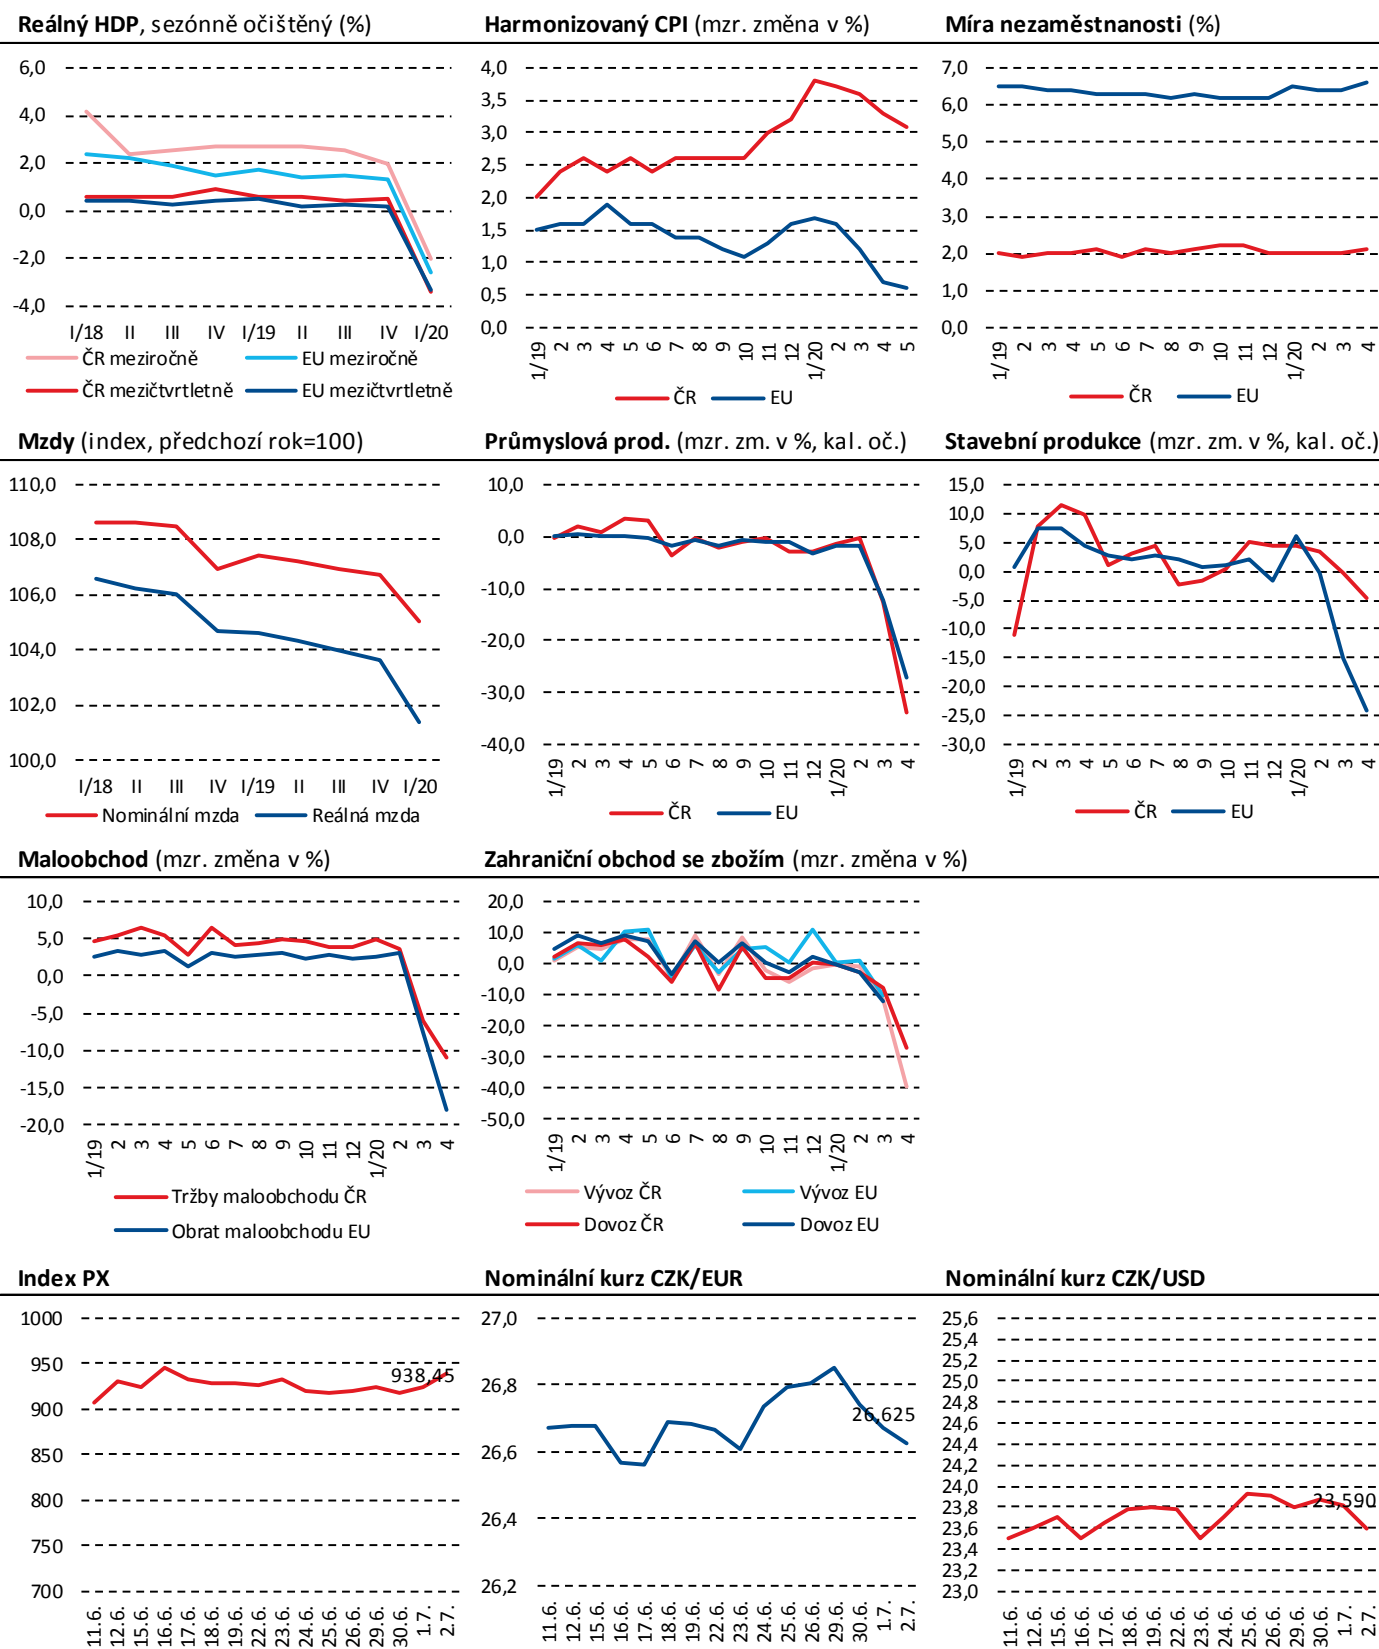 Reálný HDP, sezónně očištěný (%)
6,0
4,0
2,0
0,0
-2,0
-4,0
I/18 II III IV I/19 II III IV I/20
ČR meziročně EU meziročně
ČR mezičtvrtletně EU mezičtvrtletně
Harmonizovaný CPI (mzr. změna v %)
4,0
3,5
3,0
2,5
2,0
1,5
1,0
0,5
0,0
1/19 2 3 4 5 6 7 8 9 10 11 12 1/20 2 3 4 5
ČR EU
Míra nezaměstnanosti (%)
7,0
6,0
5,0
4,0
3,0
2,0
1,0
0,0
1/19 2 3 4 5 6 7 8 9 10 11 12 1/20 2 3 4
ČR EU
Mzdy (index, předchozí rok=100)
110,0
108,0
106,0
104,0
102,0
100,0
I/18 II III IV I/19 II III IV I/20
Nominální mzda Reálná mzda
Průmyslová prod. (mzr. zm. v %, kal. oč.)
10,0
0,0
-10,0
-20,0
-30,0
-40,0
1/19 2 3 4 5 6 7 8 9 10 11 12 1/20 2 3 4
ČR EU
Stavební produkce (mzr. zm. v %, kal. oč.)
15,0
10,0
5,0
0,0
-5,0
-10,0
-15,0
-20,0
-25,0
-30,0
1/19 2 3 4 5 6 7 8 9 10 11 12 1/20 2 3 4
ČR EU
Maloobchod (mzr. změna v %)
10,0
5,0
0,0
-5,0
-10,0
-15,0
-20,0
1/19 2 3 4 5 6 7 8 9 10 11 12 1/20 2 3 4
Tržby maloobchodu ČR
Obrat maloobchodu EU
Zahraniční obchod se zbožím (mzr. změna v %)
20,0
10,0
0,0
-10,0
-20,0
-30,0
-40,0
-50,0
1/19 2 3 4 5 6 7 8 9 10 11 12 1/20 2 3 4
Vývoz ČR Vývoz EU
Dovoz ČR Dovoz EU
Index PX
1000
950
900
850
800
750
700
938,45
11.6. 12.6. 15.6. 16.6. 17.6. 18.6. 19.6. 22.6. 23.6. 24.6. 25.6. 26.6. 29.6. 30.6. 1.7. 2.7.
Nominální kurz CZK/EUR
27,0
26,8
26,6
26,4
26,2
26,625
11.6. 12.6. 15.6. 16.6. 17.6. 18.6. 19.6. 22.6. 23.6. 24.6. 25.6. 26.6. 29.6. 30.6. 1.7. 2.7.
Nominální kurz CZK/USD
25,6
25,4
25,2
25,0
24,8
24,6
24,4
24,2
24,0
23,8
23,6
23,4
23,2
23,0
23,590
11.6. 12.6. 15.6. 16.6. 17.6. 18.6. 19.6. 22.6. 23.6. 24.6. 25.6. 26.6. 29.6. 30.6. 1.7. 2.7.